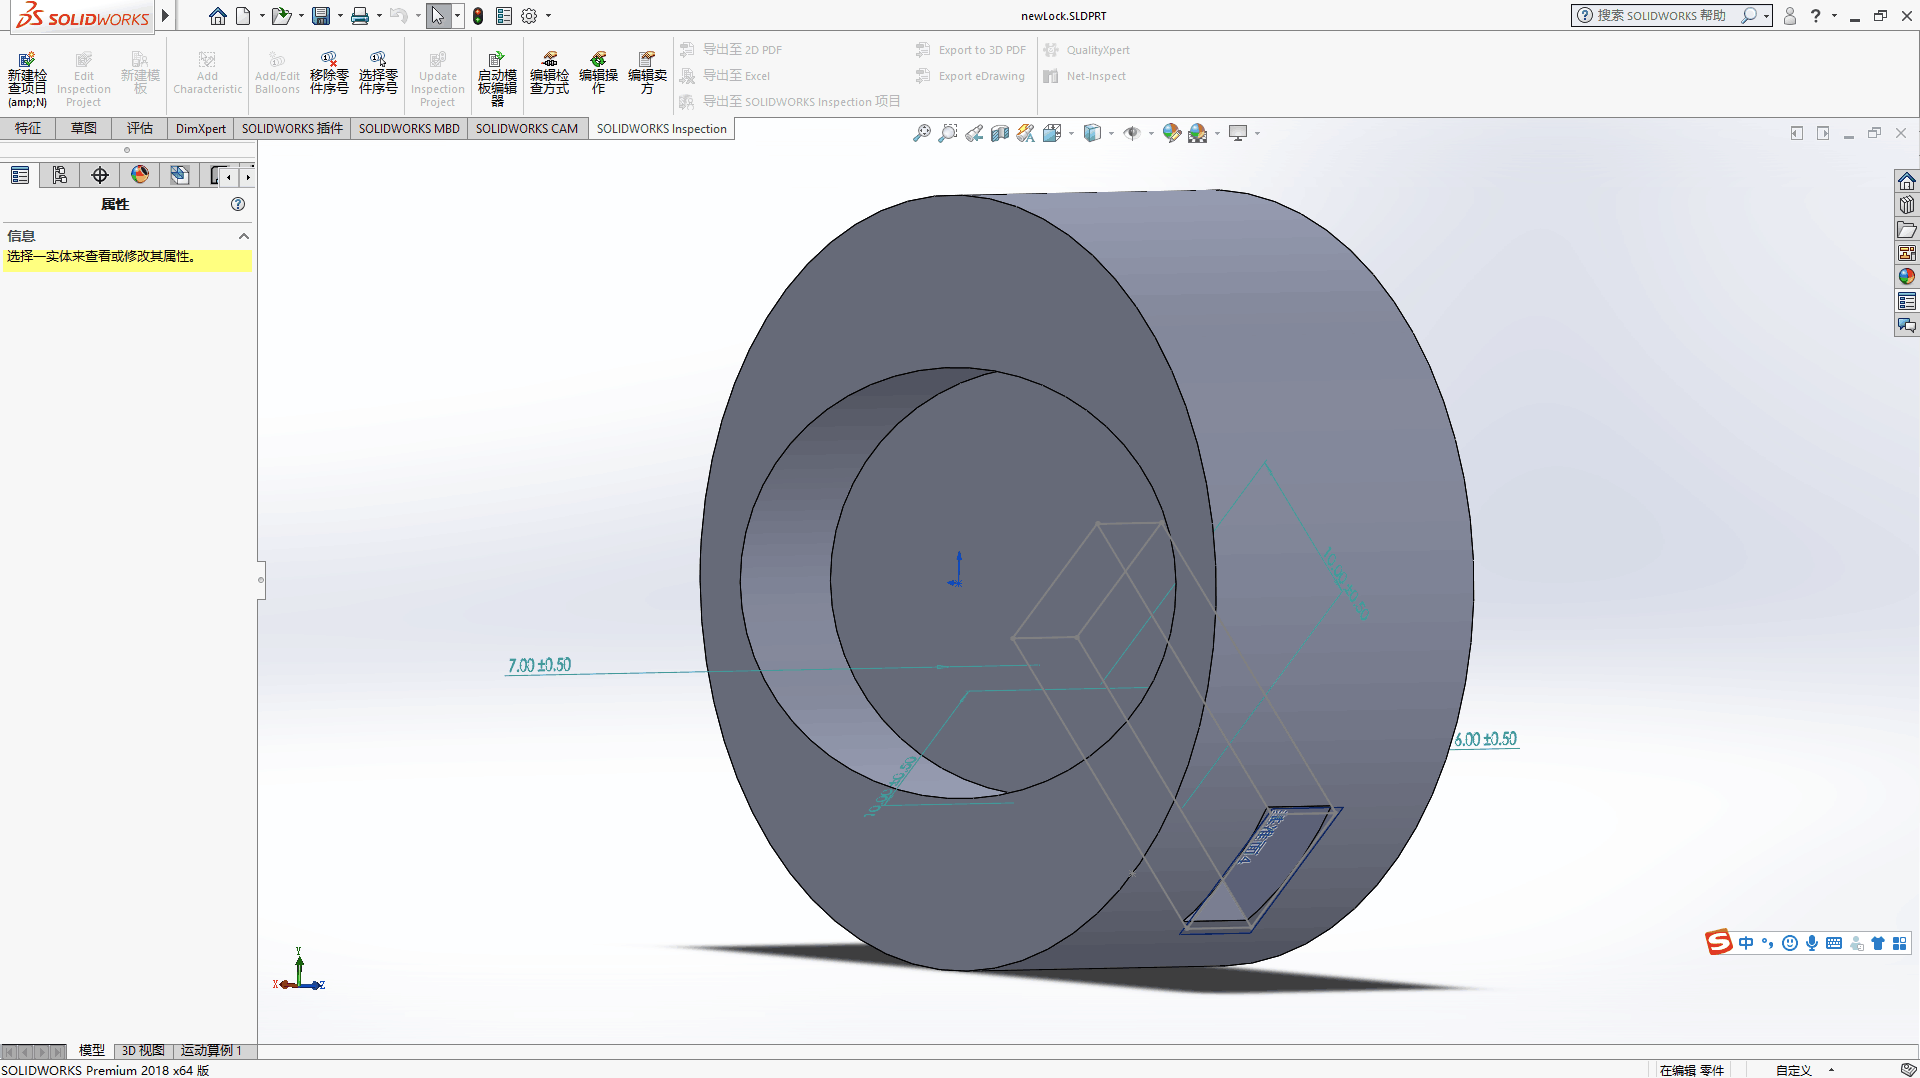 SOLIDWORKS
newLock.SLDPRT
搜索 SOLIDWORKS 帮助
新建检查项目(amp;N)
Edit Inspection Project
新建模板
Add Characteristic
Add/Edit Balloons
移除零件序号
选择零件序号
Update Inspection Project
启动模板编辑器
编辑检查方式
编辑操作
编辑卖方
导出至 2D PDF
导出至 Excel
导出至 SOLIDWORKS Inspection 项目
Export to 3D PDF
Export eDrawing
QualityXpert
Net-Inspect
特征
草图
评估
DimXpert
SOLIDWORKS 插件
SOLIDWORKS MBD
SOLIDWORKS CAM
SOLIDWORKS Inspection
属性
信息
选择一实体来查看或修改其属性。
7.00 ±0.50
6.00 ±0.50
基准面4
Y
X
Z
中
模型
3D 视图
运动算例 1
SOLIDWORKS Premium 2018 x64 版
在编辑 零件
自定义